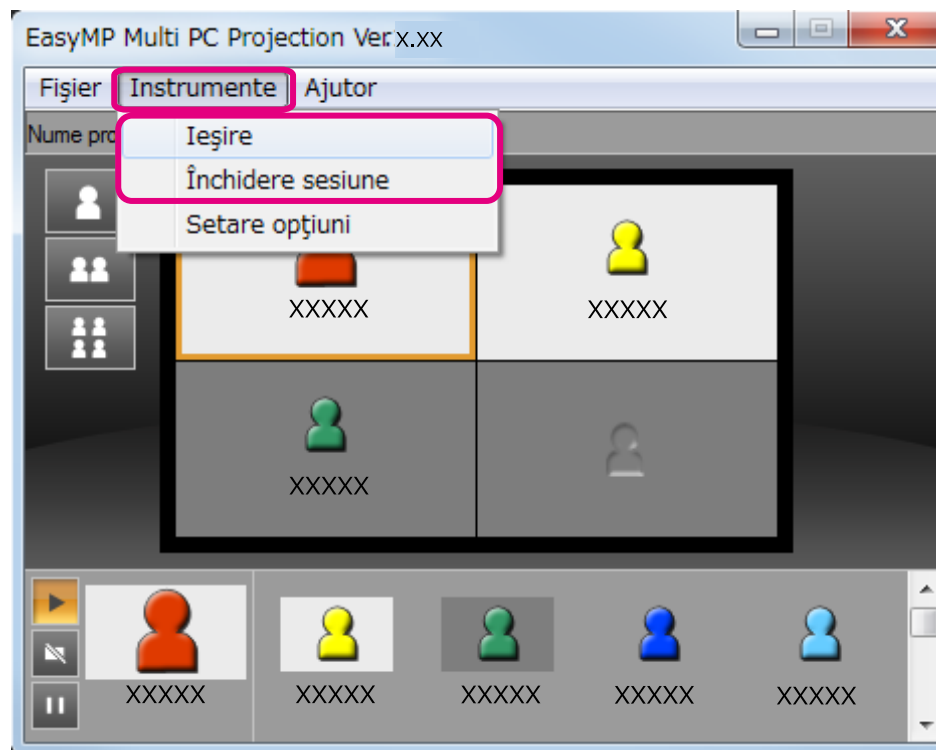 EasyMP Multi PC Projection Ver. x.xx
Fişier Instrumente Ajutor
Nume pro
Ieşire
Închidere sesiune
Setare opţiuni
XXXXX XXXXX
XXXXX
XXXXX XXXXX XXXXX XXXXX XXXXX